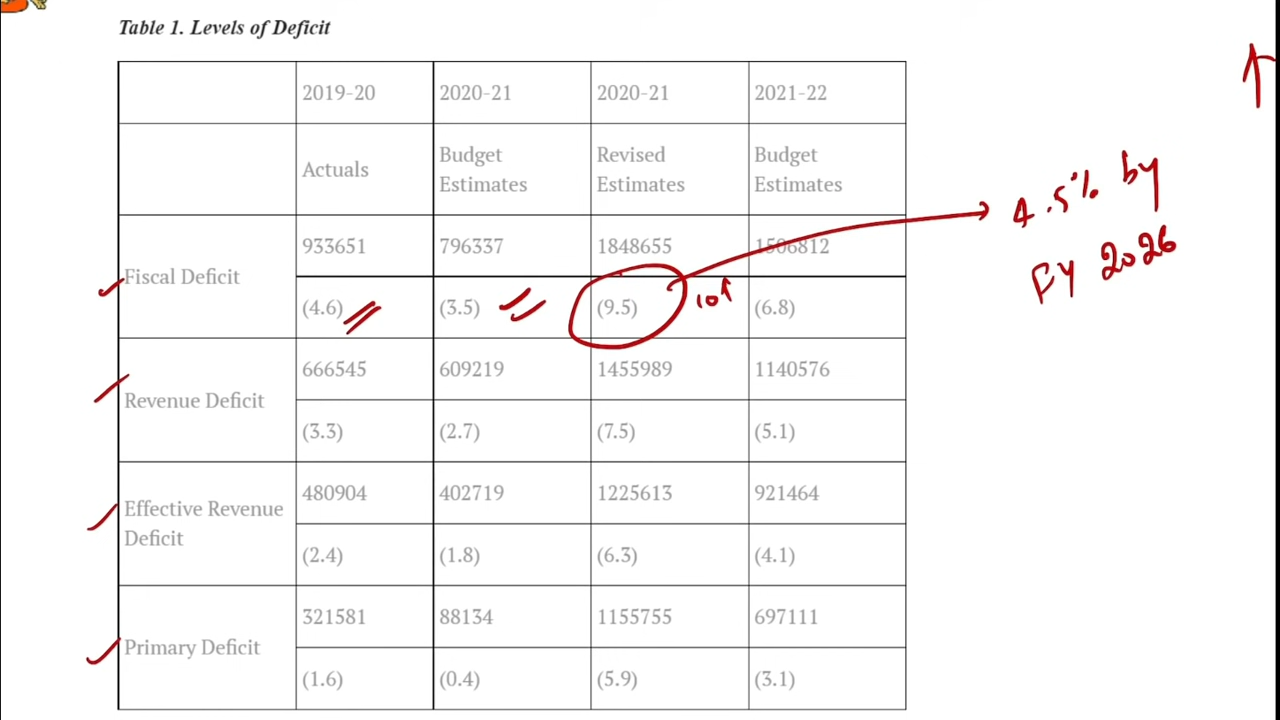 Table 1. Levels of Deficit
2019-20 2020-21 2020-21 2021-22
Actuals Budget Estimates Revised Estimates Budget Estimates
Fiscal Deficit 933651 796337 1848655 1506812
(4.6) (3.5) (9.5) 10↑ (6.8)
→ 4.5% by
FY 2026
Revenue Deficit 666545 609219 1455989 1140576
(3.3) (2.7) (7.5) (5.1)
Effective Revenue Deficit 480904 402719 1225613 921464
(2.4) (1.8) (6.3) (4.1)
Primary Deficit 321581 88134 1155755 697111
(1.6) (0.4) (5.9) (3.1)